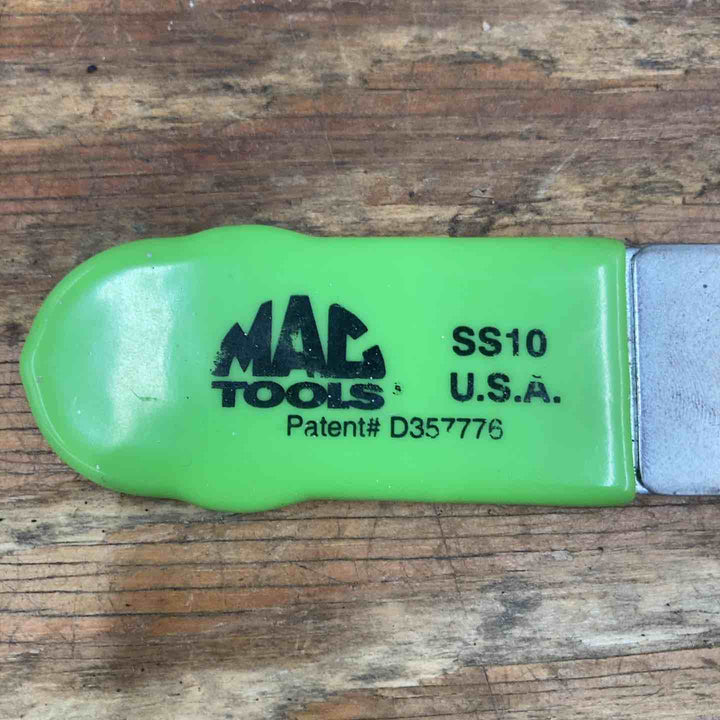 MAC
TOOLS
Patent# D357776
SS10
U.S.A.